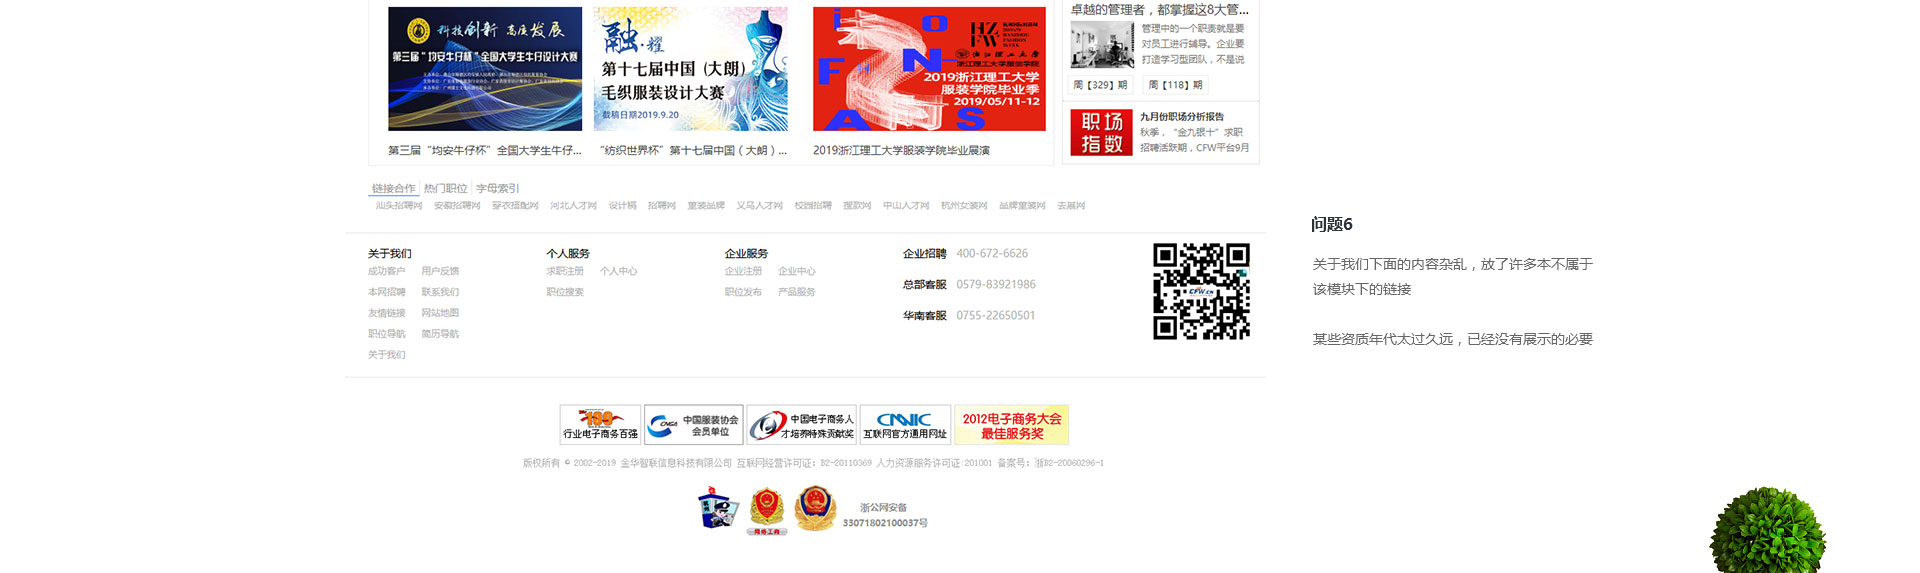 科技创新 高质发展
第三届“均安牛仔杯”全国大学生牛仔设计大赛
融·耀
第十七届中国（大朗）
毛织服装设计大赛
截稿日期2019.9.20
iO
N
F
A
S
HZ
FW
浙江理工大学
浙江理工大学服装学院
2019浙江理工大学
服装学院毕业季
2019/05/11-12
第三届“均安牛仔杯”全国大学生牛仔...
“纺织世界杯”第十七届中国（大朗）...
2019浙江理工大学服装学院毕业展演
卓越的管理者，都掌握这8大管...
管理中的一个职责就是要
对员工进行辅导。企业要
打造学习型团队，不是说
周【329】期
周【118】期
职场
指数
九月份职场分析报告
秋季，“金九银十”求职
招聘活跃期，CFW平台9月
链接合作 热门职位 字母索引
汕头招聘网 安徽招聘网 穿衣搭配网 河北人才网 设计稿 招聘网 童装品牌 义乌人才网 校园招聘 搜款网 中山人才网 杭州女装网 品牌童装网 去展网
关于我们
成功客户 用户反馈
本网招聘 联系我们
友情链接 网站地图
职位导航 简历导航
关于我们
个人服务
求职注册 个人中心
职位搜索
企业服务
企业注册 企业中心
职位发布 产品服务
企业招聘 400-672-6626
总部客服 0579-83921986
华南客服 0755-22650501
CFW.CN
问题6
关于我们下面的内容杂乱，放了许多本不属于
该模块下的链接
某些资质年代太过久远，已经没有展示的必要
行业电子商务百强
中国服装协会
会员单位
中国电子商务人
才培养特殊贡献奖
CNNIC
互联网官方通用网址
2012电子商务大会
最佳服务奖
版权所有 © 2002-2019 金华智联信息科技有限公司 互联网经营许可证：B2-20110369 人力资源服务许可证:201001 备案号：浙B2-20060296-1
商务工商
浙公网安备
33071802100037号